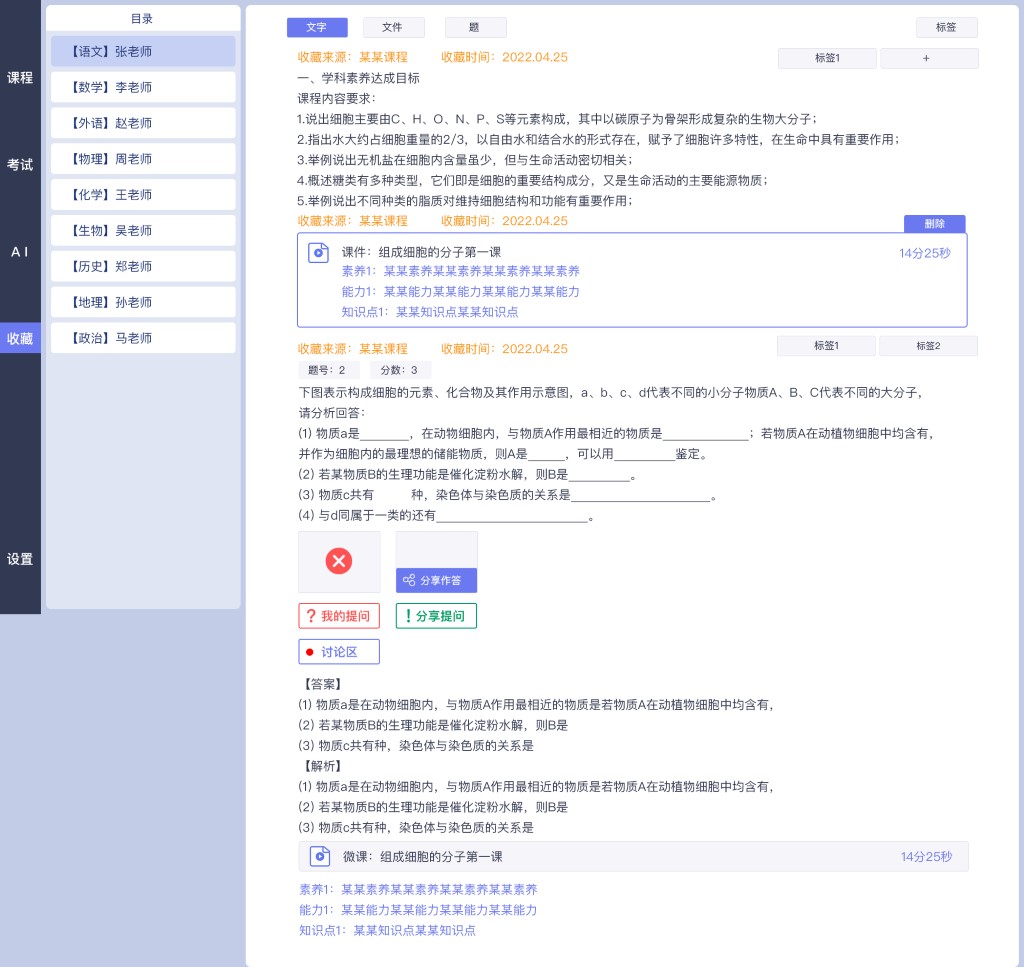 课程
考试
AI
收藏
设置
目录
【语文】张老师
【数学】李老师
【外语】赵老师
【物理】周老师
【化学】王老师
【生物】吴老师
【历史】郑老师
【地理】孙老师
【政治】马老师
文字 文件 题 标签
收藏来源：某某课程 收藏时间：2022.04.25 标签1 +
一、学科素养达成目标
课程内容要求：
1.说出细胞主要由C、H、O、N、P、S等元素构成，其中以碳原子为骨架形成复杂的生物大分子；
2.指出水大约占细胞重量的2/3，以自由水和结合水的形式存在，赋予了细胞许多特性，在生命中具有重要作用；
3.举例说出无机盐在细胞内含量虽少，但与生命活动密切相关；
4.概述糖类有多种类型，它们即是细胞的重要结构成分，又是生命活动的主要能源物质；
5.举例说出不同种类的脂质对维持细胞结构和功能有重要作用；
收藏来源：某某课程 收藏时间：2022.04.25 删除
课件：组成细胞的分子第一课 14分25秒
素养1：某某素养某某素养某某素养某某素养
能力1：某某能力某某能力某某能力某某能力
知识点1：某某知识点某某知识点
收藏来源：某某课程 收藏时间：2022.04.25 标签1 标签2
题号：2 分数：3
下图表示构成细胞的元素、化合物及其作用示意图，a、b、c、d代表不同的小分子物质A、B、C代表不同的大分子，
请分析回答：
(1) 物质a是________，在动物细胞内，与物质A作用最相近的物质是______________；若物质A在动植物细胞中均含有，
并作为细胞内的最理想的储能物质，则A是______，可以用__________鉴定。
(2) 若某物质B的生理功能是催化淀粉水解，则B是__________。
(3) 物质c共有 种，染色体与染色质的关系是_______________________。
(4) 与d同属于一类的还有_________________________。
分享作答
?我的提问 !分享提问
讨论区
【答案】
(1) 物质a是在动物细胞内，与物质A作用最相近的物质是若物质A在动植物细胞中均含有，
(2) 若某物质B的生理功能是催化淀粉水解，则B是
(3) 物质c共有种，染色体与染色质的关系是
【解析】
(1) 物质a是在动物细胞内，与物质A作用最相近的物质是若物质A在动植物细胞中均含有，
(2) 若某物质B的生理功能是催化淀粉水解，则B是
(3) 物质c共有种，染色体与染色质的关系是
微课：组成细胞的分子第一课 14分25秒
素养1：某某素养某某素养某某素养某某素养
能力1：某某能力某某能力某某能力某某能力
知识点1：某某知识点某某知识点